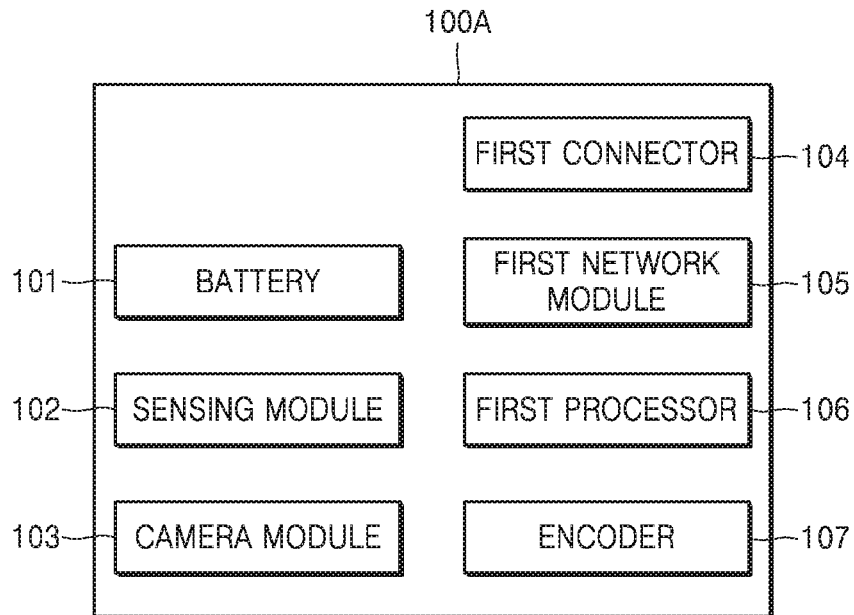 100A
FIRST CONNECTOR
104
101
BATTERY
FIRST NETWORK
MODULE
105
102
SENSING MODULE
FIRST PROCESSOR
106
103
CAMERA MODULE
ENCODER
107